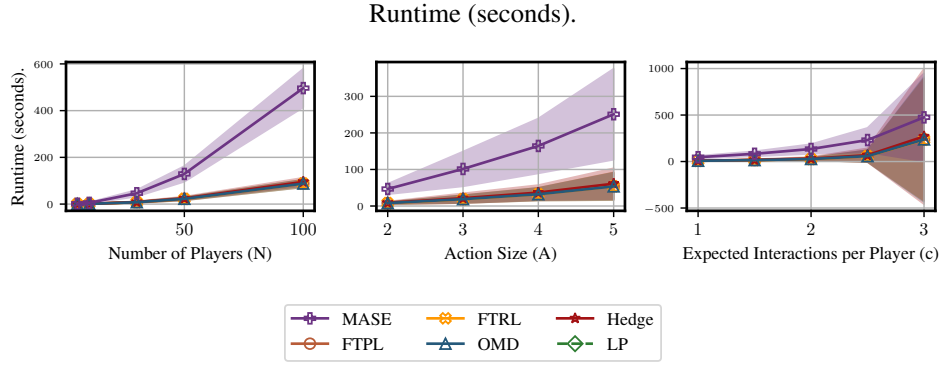 Runtime (seconds).
Runtime (seconds).
600
400
200
0
50
100
Number of Players (N)
300
200
100
0
2
3
4
5
Action Size (A)
1000
500
0
−500
1
2
3
Expected Interactions per Player (c)
MASE
FTRL
Hedge
FTPL
OMD
LP